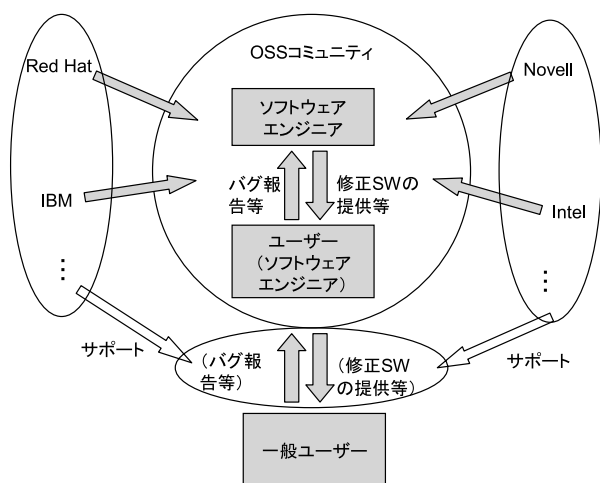 OSSコミュニティ
Red Hat
Novell
ソフトウェア
エンジニア
バグ報
告等
修正SWの
提供等
IBM
Intel
ユーザー
(ソフトウェア
エンジニア)
⋮
⋮
サポート
サポート
(バグ報
告等)
(修正SW
の提供等)
一般ユーザー